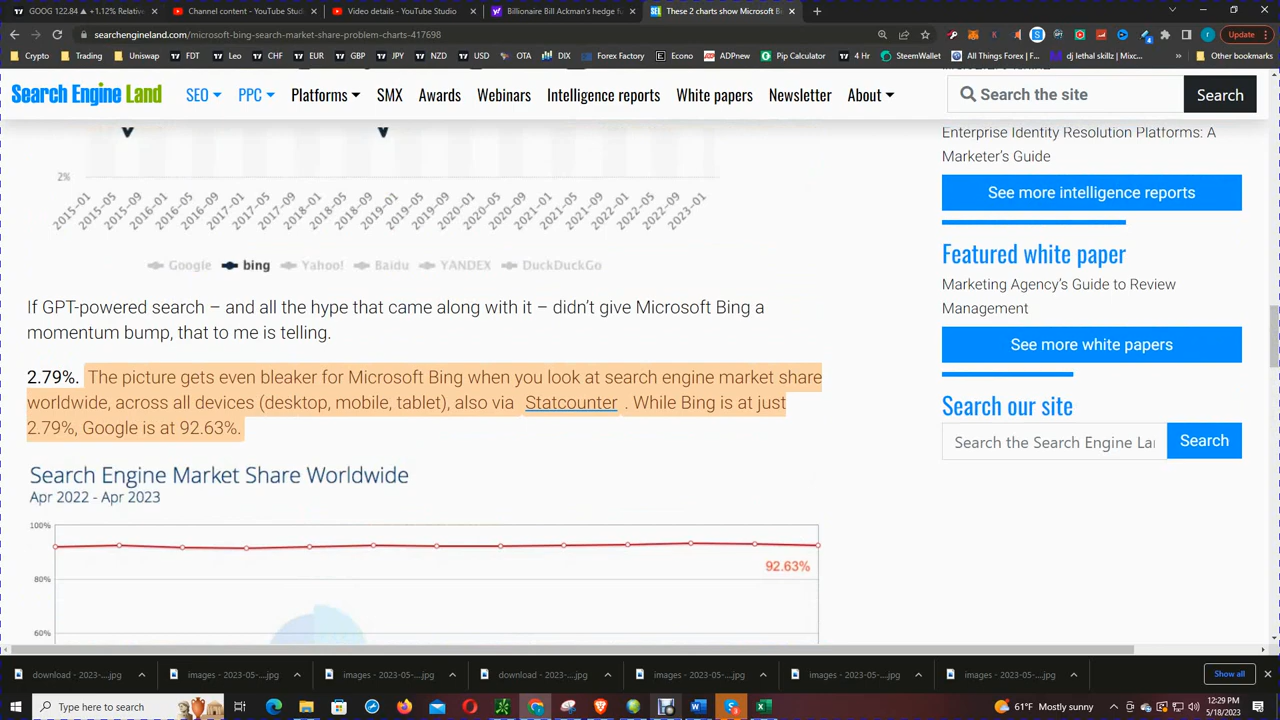 GOOG 122.84 ▲ +1.12% Relative
Channel content - YouTube Studio
Video details - YouTube Studio
Billionaire Bill Ackman's hedge fu
These 2 charts show Microsoft Bi
searchengineland.com/microsoft-bing-search-market-share-problem-charts-417698
Update
Crypto
Trading
Uniswap
FDT
HKG
CHF
EUR
GBP
JPY
NZD
USD
OTA
DIX
Forex Factory
Econo
ADPnew
Pip Calculator
4 Hr
SteemWallet
All Things Forex |
dj lethal skillz | Mixc...
Other bookmarks
Search Engine Land
SEO
PPC
Platforms
SMX
Awards
Webinars
Intelligence reports
White papers
Newsletter
About
Search the site
Search
Enterprise Identity Resolution Platforms: A
Marketer's Guide
See more intelligence reports
2%
2015-01 2015-05 2015-09 2016-01 2016-05 2016-09 2017-01 2017-05 2017-09 2018-01 2018-05 2018-09 2019-01 2019-05 2019-09 2020-01 2020-05 2020-09 2021-01 2021-05 2021-09 2022-01 2022-05 2022-09 2023-01
Google bing Yahoo! Baidu YANDEX DuckDuckGo
If GPT-powered search – and all the hype that came along with it – didn't give Microsoft Bing a
momentum bump, that to me is telling.
2.79%. The picture gets even bleaker for Microsoft Bing when you look at search engine market share
worldwide, across all devices (desktop, mobile, tablet), also via Statcounter . While Bing is at just
2.79%, Google is at 92.63%.
Featured white paper
Marketing Agency's Guide to Review
Management
See more white papers
Search our site
Search the Search Engine Lar
Search
Search Engine Market Share Worldwide
Apr 2022 - Apr 2023
100%
92.63%
80%
60%
download - 2023-....jpg
images - 2023-05-....jpg
images - 2023-05-....jpg
download - 2023-....jpg
images - 2023-05-....jpg
images - 2023-05-....jpg
images - 2023-05-....jpg
Show all
Type here to search
61°F Mostly sunny
12:29 PM
5/18/2023